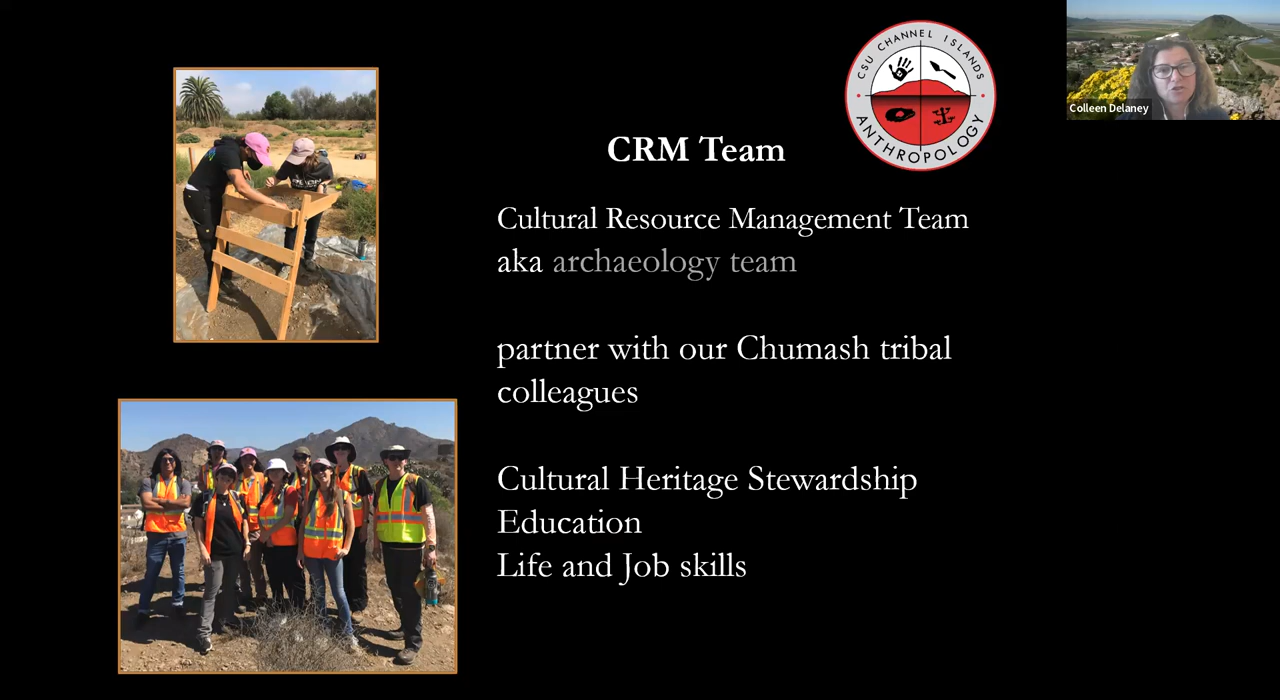 CSU CHANNEL ISLANDS
ANTHROPOLOGY
Colleen Delaney
CRM Team
Cultural Resource Management Team
aka archaeology team
partner with our Chumash tribal
colleagues
Cultural Heritage Stewardship
Education
Life and Job skills